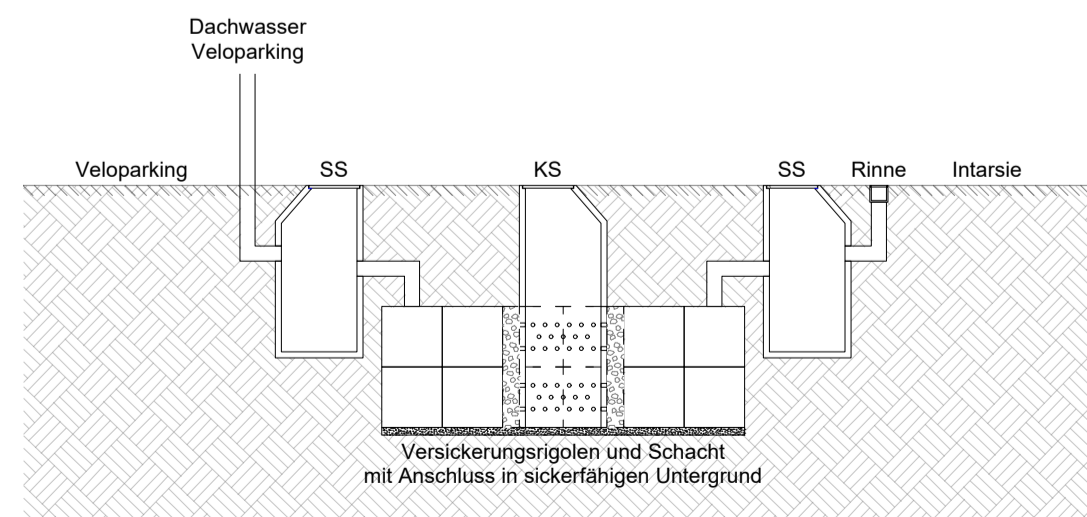 Dachwasser
Veloparking
Veloparking
SS
KS
SS
Rinne
Intarsie
Versickerungsrigolen und Schacht
mit Anschluss in sickerfähigen Untergrund